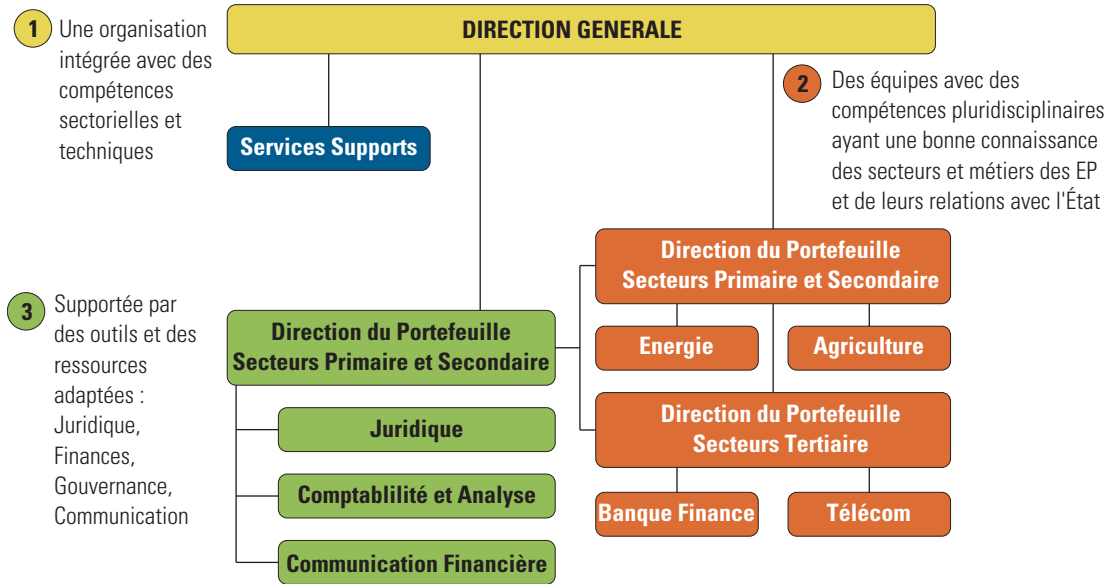 1
Une organisation
intégrée avec des
compétences
sectorielles et
techniques
DIRECTION GENERALE
Services Supports
2
Des équipes avec des
compétences pluridisciplinaires
ayant une bonne connaissance
des secteurs et métiers des EP
et de leurs relations avec l'État
3
Supportée par
des outils et des
ressources
adaptées :
Juridique,
Finances,
Gouvernance,
Communication
Direction du Portefeuille
Secteurs Primaire et Secondaire
Juridique
Comptablilité et Analyse
Communication Financière
Direction du Portefeuille
Secteurs Primaire et Secondaire
Energie
Agriculture
Direction du Portefeuille
Secteurs Tertiaire
Banque Finance
Télécom